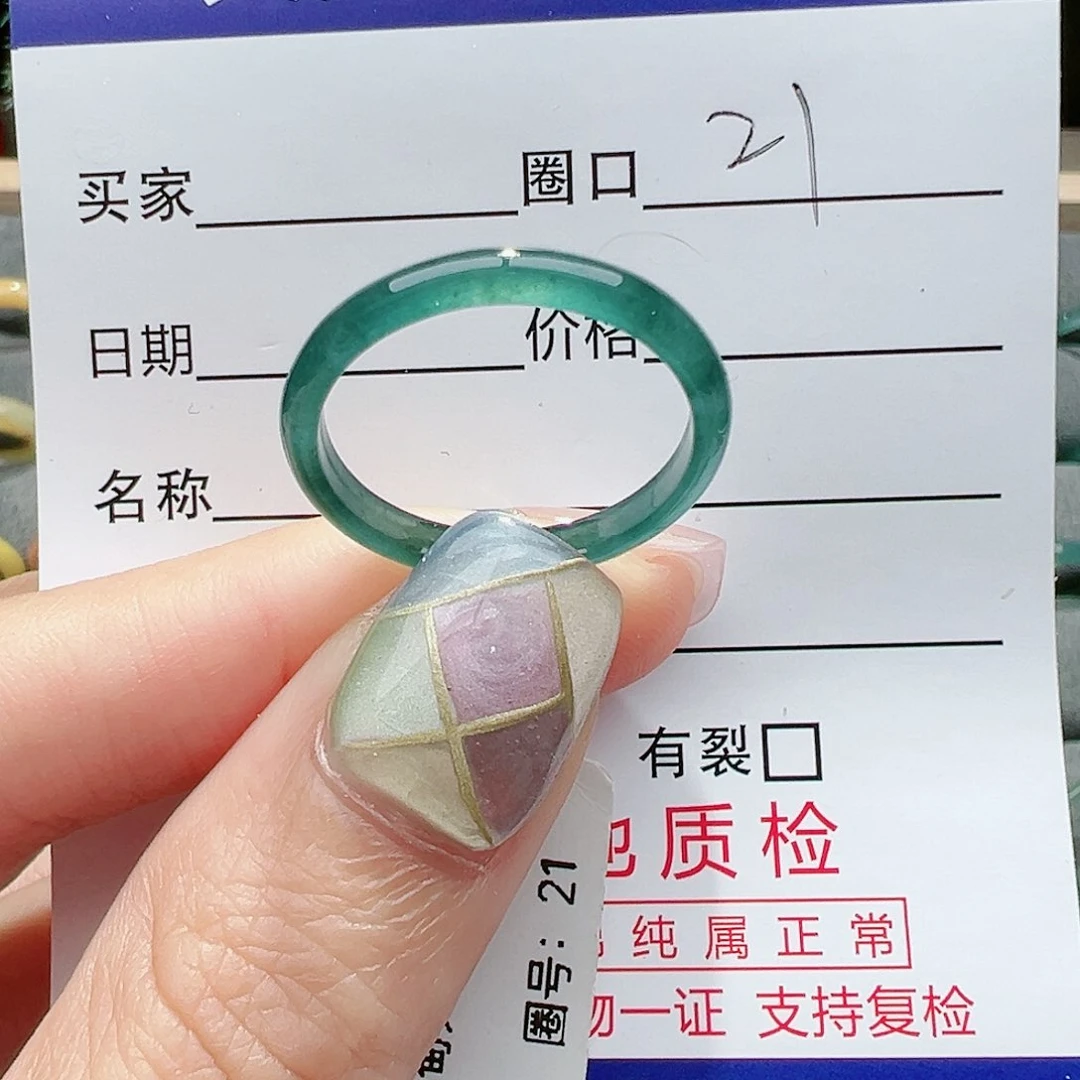 买家 圈口 21
日期 价格
名称
有裂□
质检
纯属正常
一证 支持复检
圈号：21